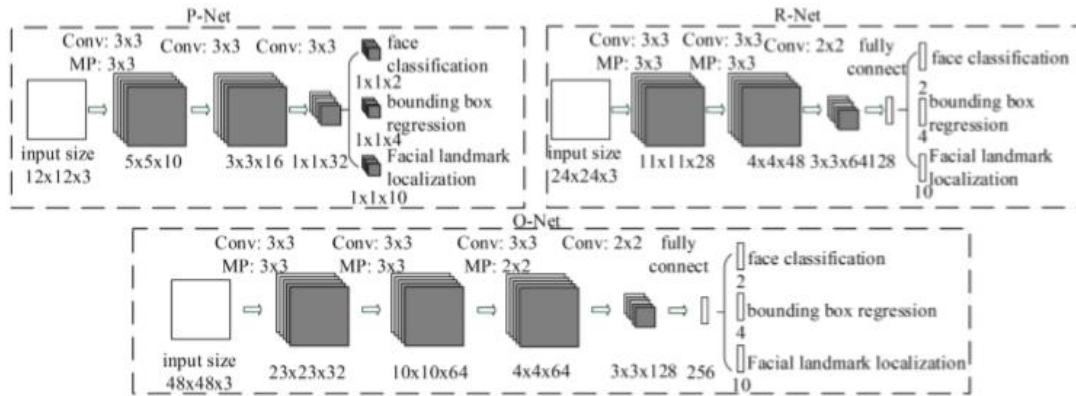 P-Net
Conv: 3x3 Conv: 3x3 Conv: 3x3
MP: 3x3
face
classification
1x1x2
bounding box
regression
1x1x4
Facial landmark
localization
1x1x10
input size
12x12x3
5x5x10
3x3x16
1x1x32
R-Net
Conv: 3x3 Conv: 3x3 Conv: 2x2 fully
MP: 3x3 MP: 3x3 connect
face classification
2
bounding box
regression
4
Facial landmark
localization
10
input size
24x24x3
11x11x28
4x4x48
3x3x64
128
O-Net
Conv: 3x3 Conv: 3x3 Conv: 3x3 Conv: 2x2 fully
MP: 3x3 MP: 3x3 MP: 2x2 connect
face classification
2
bounding box regression
4
Facial landmark localization
10
input size
48x48x3
23x23x32
10x10x64
4x4x64
3x3x128
256